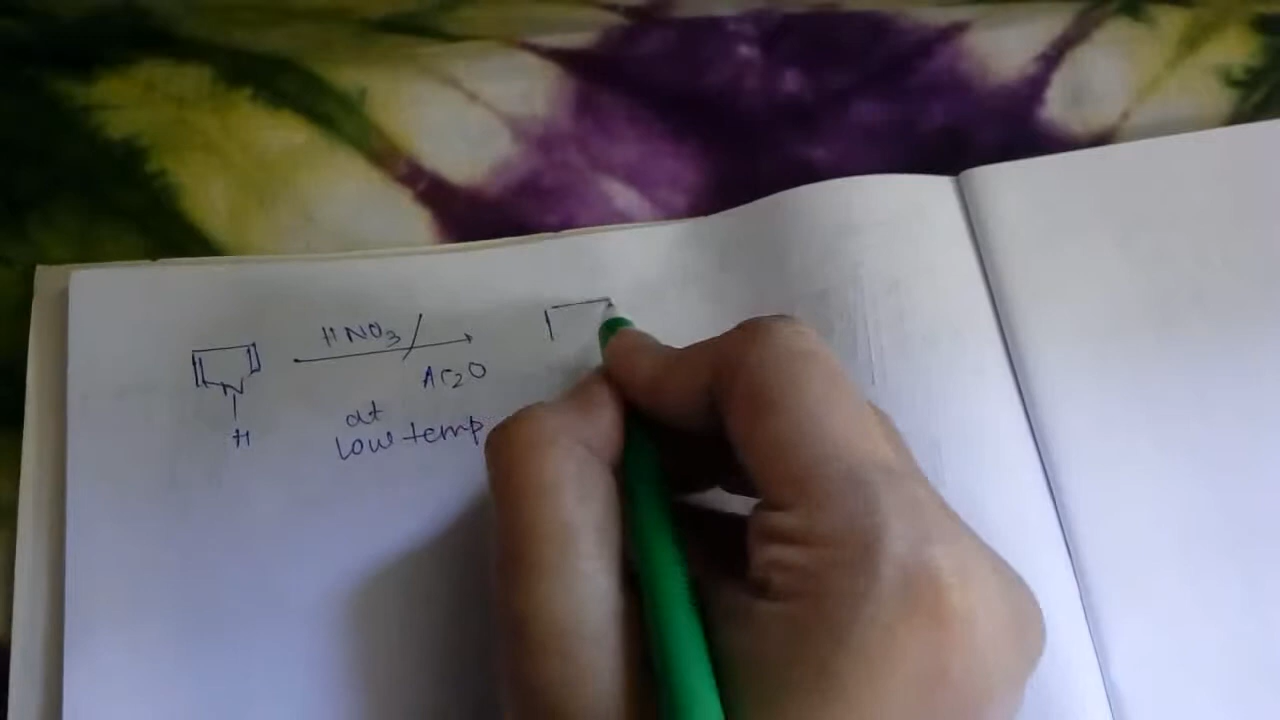 HNO3/
Ac2O
N
at
H
low temp